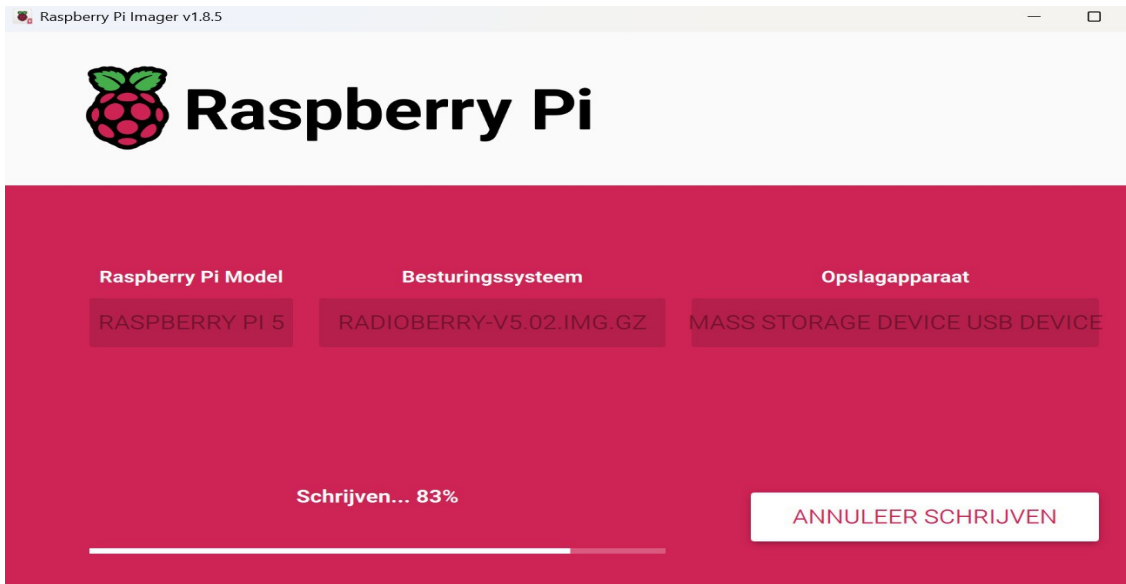 Raspberry Pi Imager v1.8.5
Raspberry Pi
Raspberry Pi Model
Besturingssysteem
Opslagapparaat
RASPBERRY PI 5
RADIOBERRY-V5.02.IMG.GZ
MASS STORAGE DEVICE USB DEVICE
Schrijven... 83%
ANNULEER SCHRIJVEN